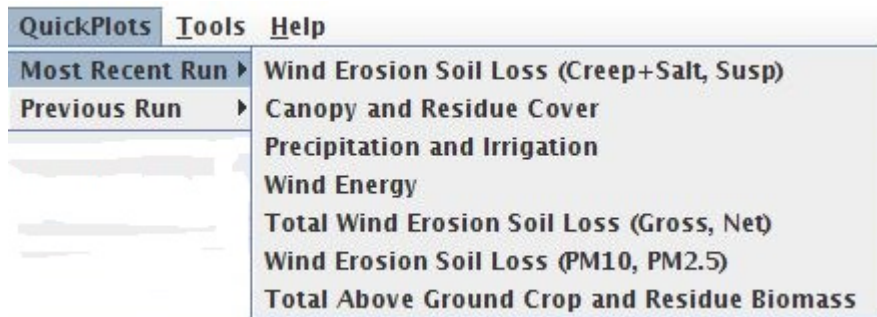 QuickPlots Tools Help
Most Recent Run
Previous Run
Wind Erosion Soil Loss (Creep+Salt, Susp)
Canopy and Residue Cover
Precipitation and Irrigation
Wind Energy
Total Wind Erosion Soil Loss (Gross, Net)
Wind Erosion Soil Loss (PM10, PM2.5)
Total Above Ground Crop and Residue Biomass